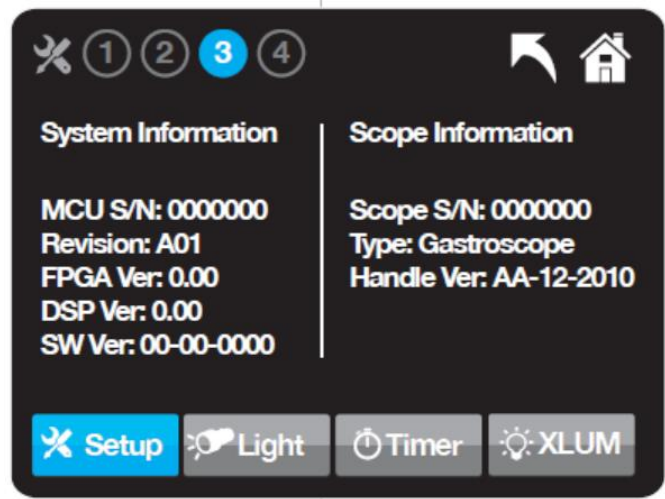 1 2 3 4
System Information
MCU S/N: 0000000
Revision: A01
FPGA Ver: 0.00
DSP Ver: 0.00
SW Ver: 00-00-0000
Scope Information
Scope S/N: 0000000
Type: Gastroscope
Handle Ver: AA-12-2010
Setup Light Timer XLUM